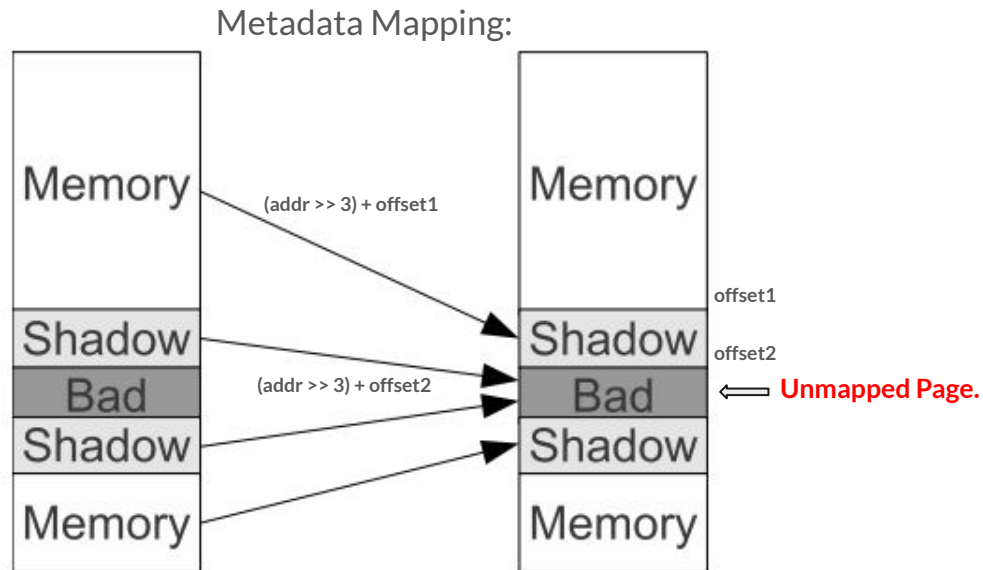 Metadata Mapping:
Memory
Memory
(addr >> 3) + offset1
offset1
Shadow
Shadow
offset2
Bad
(addr >> 3) + offset2
Bad
Unmapped Page.
Shadow
Shadow
Memory
Memory